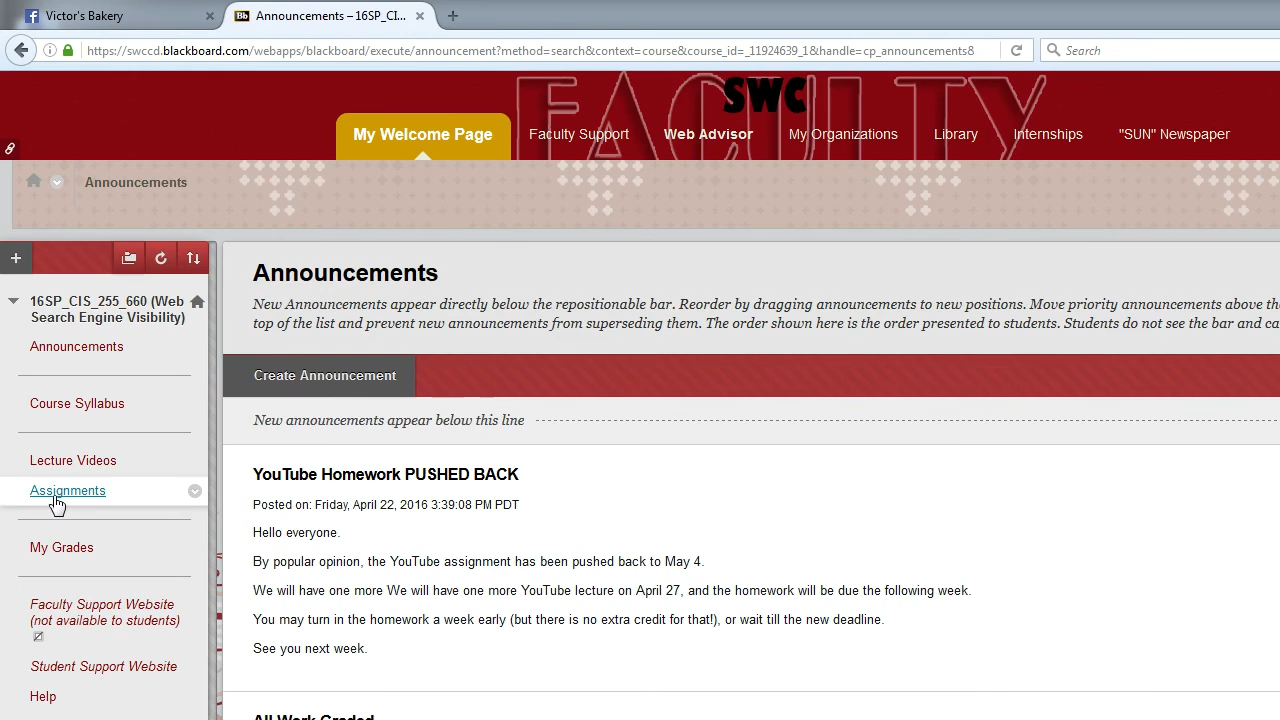 Victor's Bakery
Announcements – 16SP_CI...
https://swccd.blackboard.com/webapps/blackboard/execute/announcement?method=search&context=course&course_id=_11924639_1&handle=cp_announcements8
Search
FACULTY
SWC
My Welcome Page
Faculty Support
Web Advisor
My Organizations
Library
Internships
"SUN" Newspaper
Announcements
16SP_CIS_255_660 (Web
Search Engine Visibility)
Announcements
Course Syllabus
Lecture Videos
Assignments
My Grades
Faculty Support Website
(not available to students)
Student Support Website
Help
Announcements
New Announcements appear directly below the repositionable bar. Reorder by dragging announcements to new positions. Move priority announcements above the
top of the list and prevent new announcements from superseding them. The order shown here is the order presented to students. Students do not see the bar and ca
Create Announcement
New announcements appear below this line
YouTube Homework PUSHED BACK
Posted on: Friday, April 22, 2016 3:39:08 PM PDT
Hello everyone.
By popular opinion, the YouTube assignment has been pushed back to May 4.
We will have one more We will have one more YouTube lecture on April 27, and the homework will be due the following week.
You may turn in the homework a week early (but there is no extra credit for that!), or wait till the new deadline.
See you next week.
All Work Graded